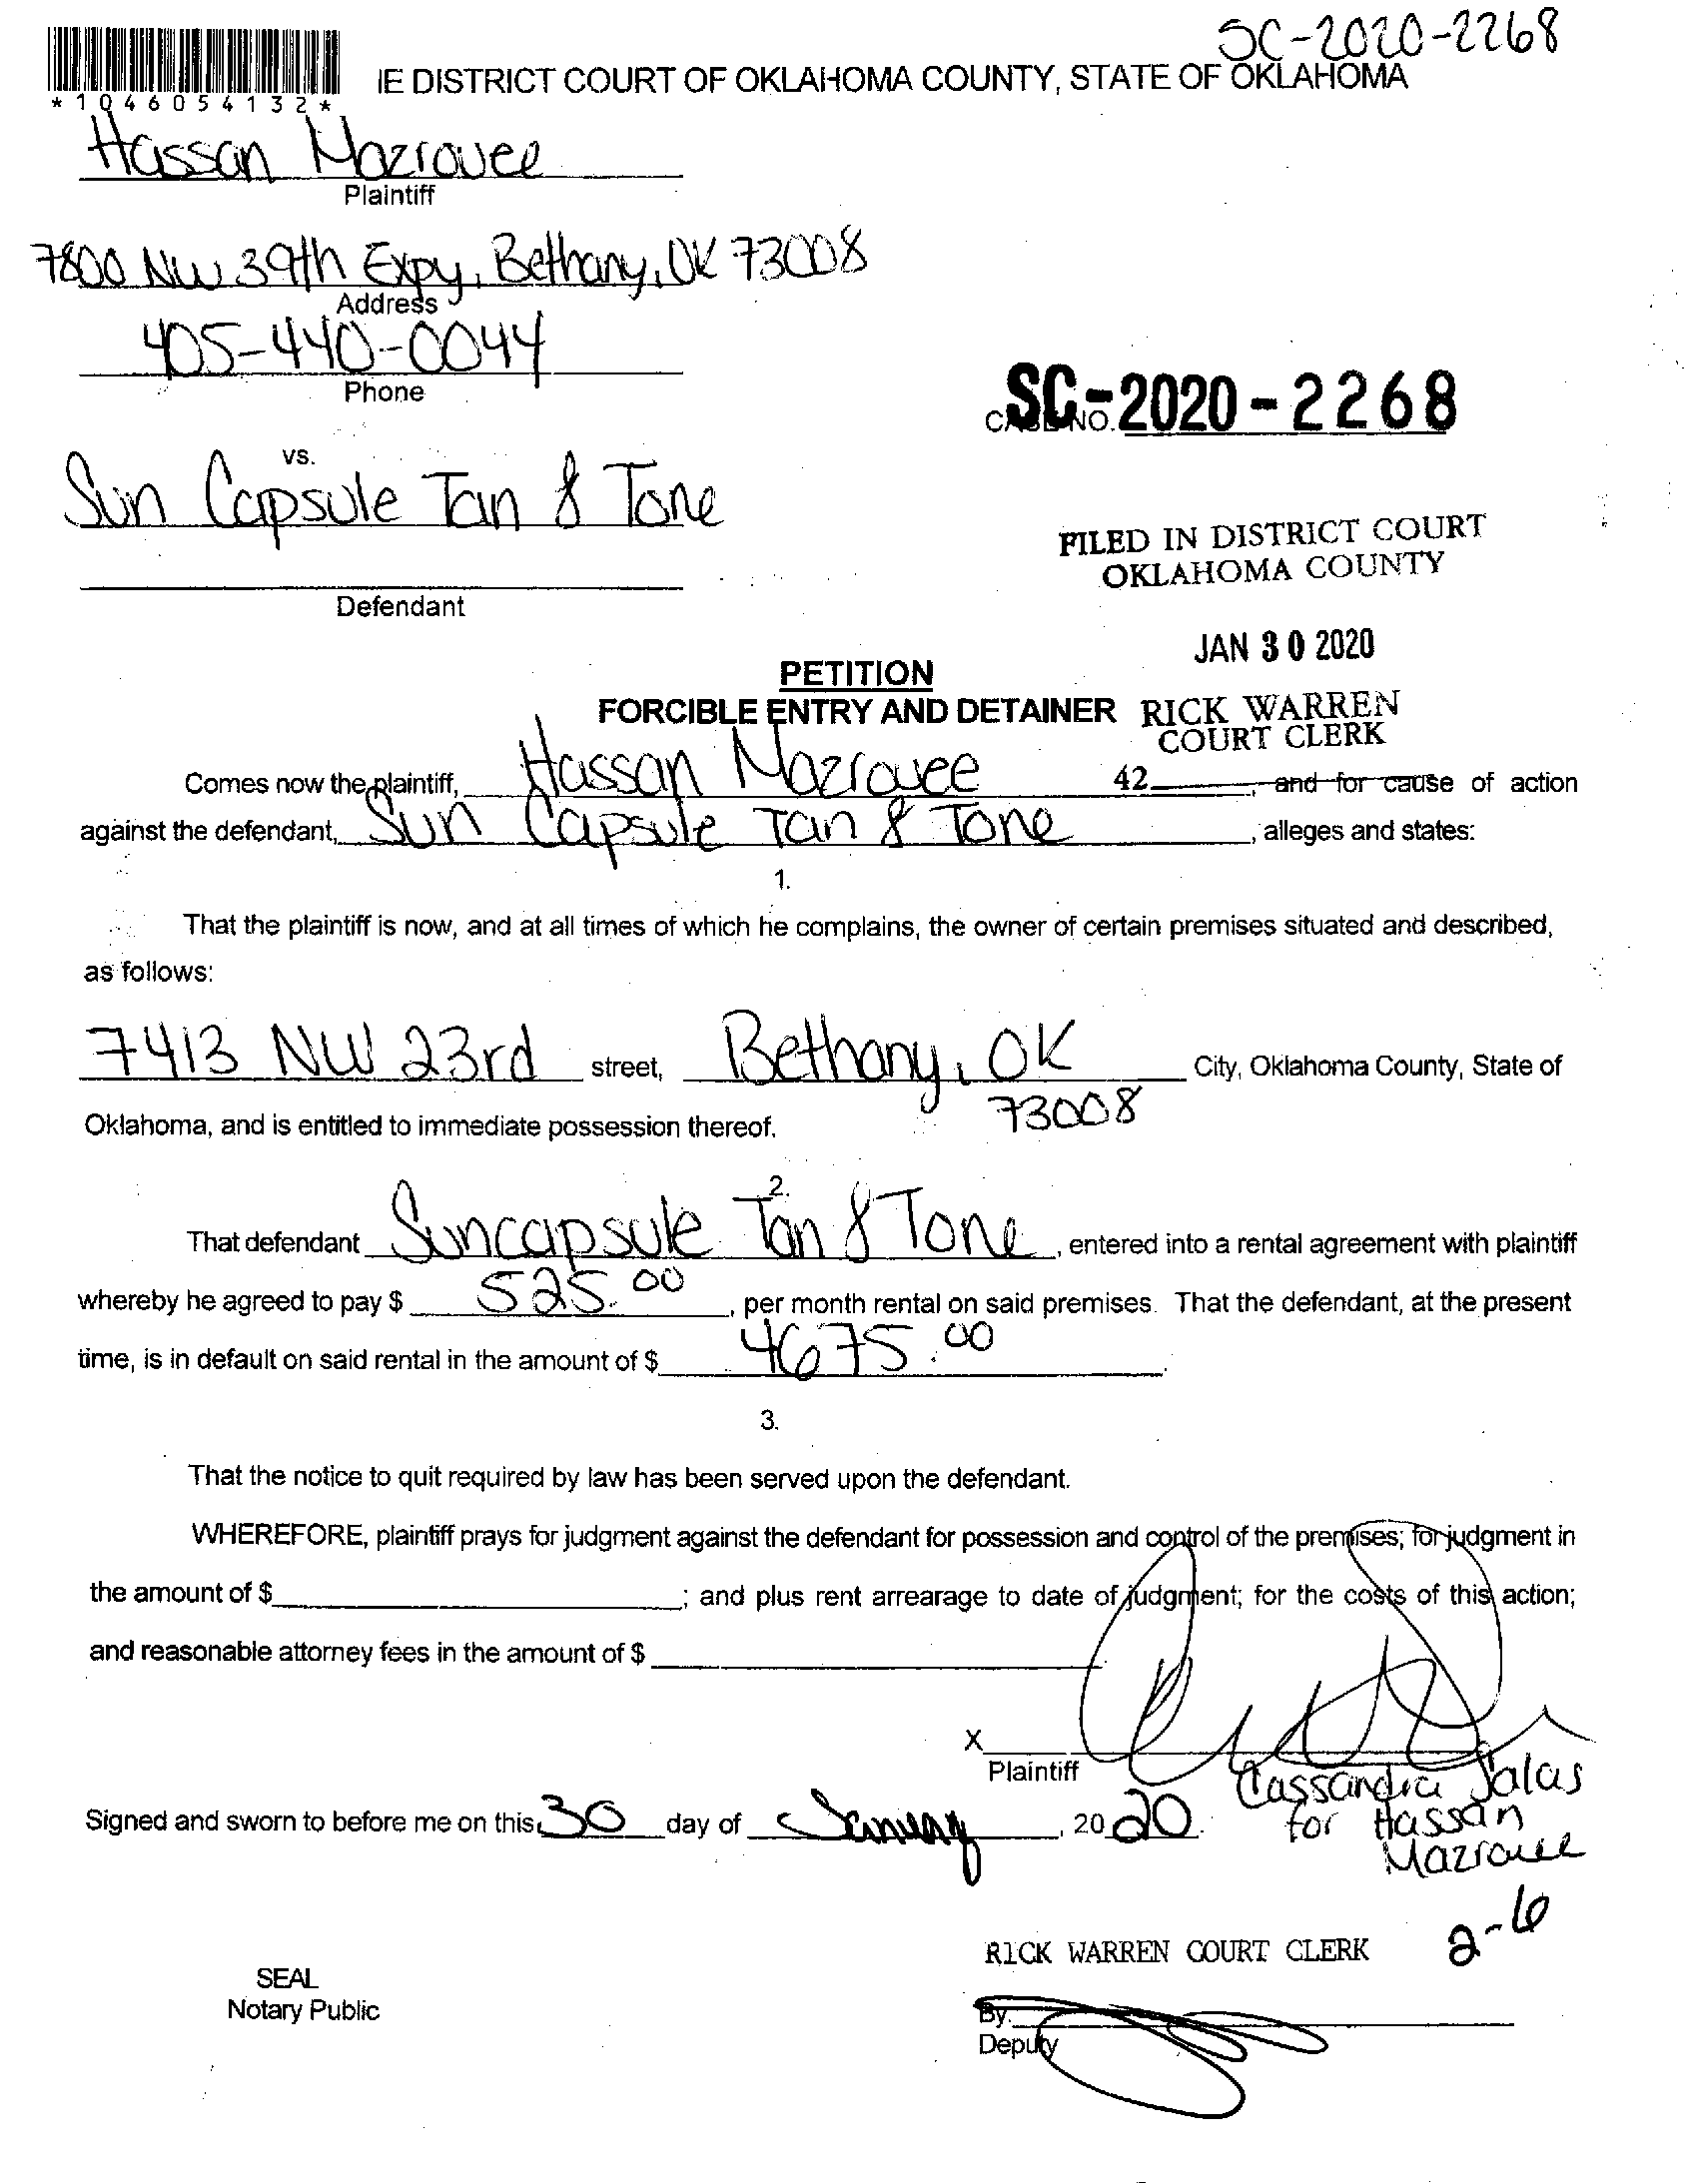 SC-2020-2268
IE DISTRICT COURT OF OKLAHOMA COUNTY, STATE OF OKLAHOMA
*1046054132*
Hassan Mozrovee
Plaintiff
7800 NW 39th Expy, Bethany, OK 73008
Address
405-440-0044
Phone
CASE NO. SC-2020-2268
vs.
Sun Capsule Tan & Tone
Defendant
FILED IN DISTRICT COURT
OKLAHOMA COUNTY
JAN 30 2020
RICK WARREN
COURT CLERK
42
PETITION
FORCIBLE ENTRY AND DETAINER
Comes now the plaintiff, Hassan Mozrovee, and for cause of action
against the defendant, Sun Capsule Tan & Tone, alleges and states:
1.
That the plaintiff is now, and at all times of which he complains, the owner of certain premises situated and described,
as follows:
7413 NW 23rd street, Bethany, OK City, Oklahoma County, State of
73008
Oklahoma, and is entitled to immediate possession thereof.
2.
That defendant Suncapsule Tan & Tone, entered into a rental agreement with plaintiff
whereby he agreed to pay $ 525.00, per month rental on said premises. That the defendant, at the present
time, is in default on said rental in the amount of $ 4675.00.
3.
That the notice to quit required by law has been served upon the defendant.
WHEREFORE, plaintiff prays for judgment against the defendant for possession and control of the premises; for judgment in
the amount of $ ; and plus rent arrearage to date of judgment; for the costs of this action;
and reasonable attorney fees in the amount of $
X
Plaintiff
Cassandra Salas
for Hassan
Mazrouee
Signed and sworn to before me on this 30 day of January, 2020.
2-6
RICK WARREN COURT CLERK
SEAL
Notary Public
By:
Deputy